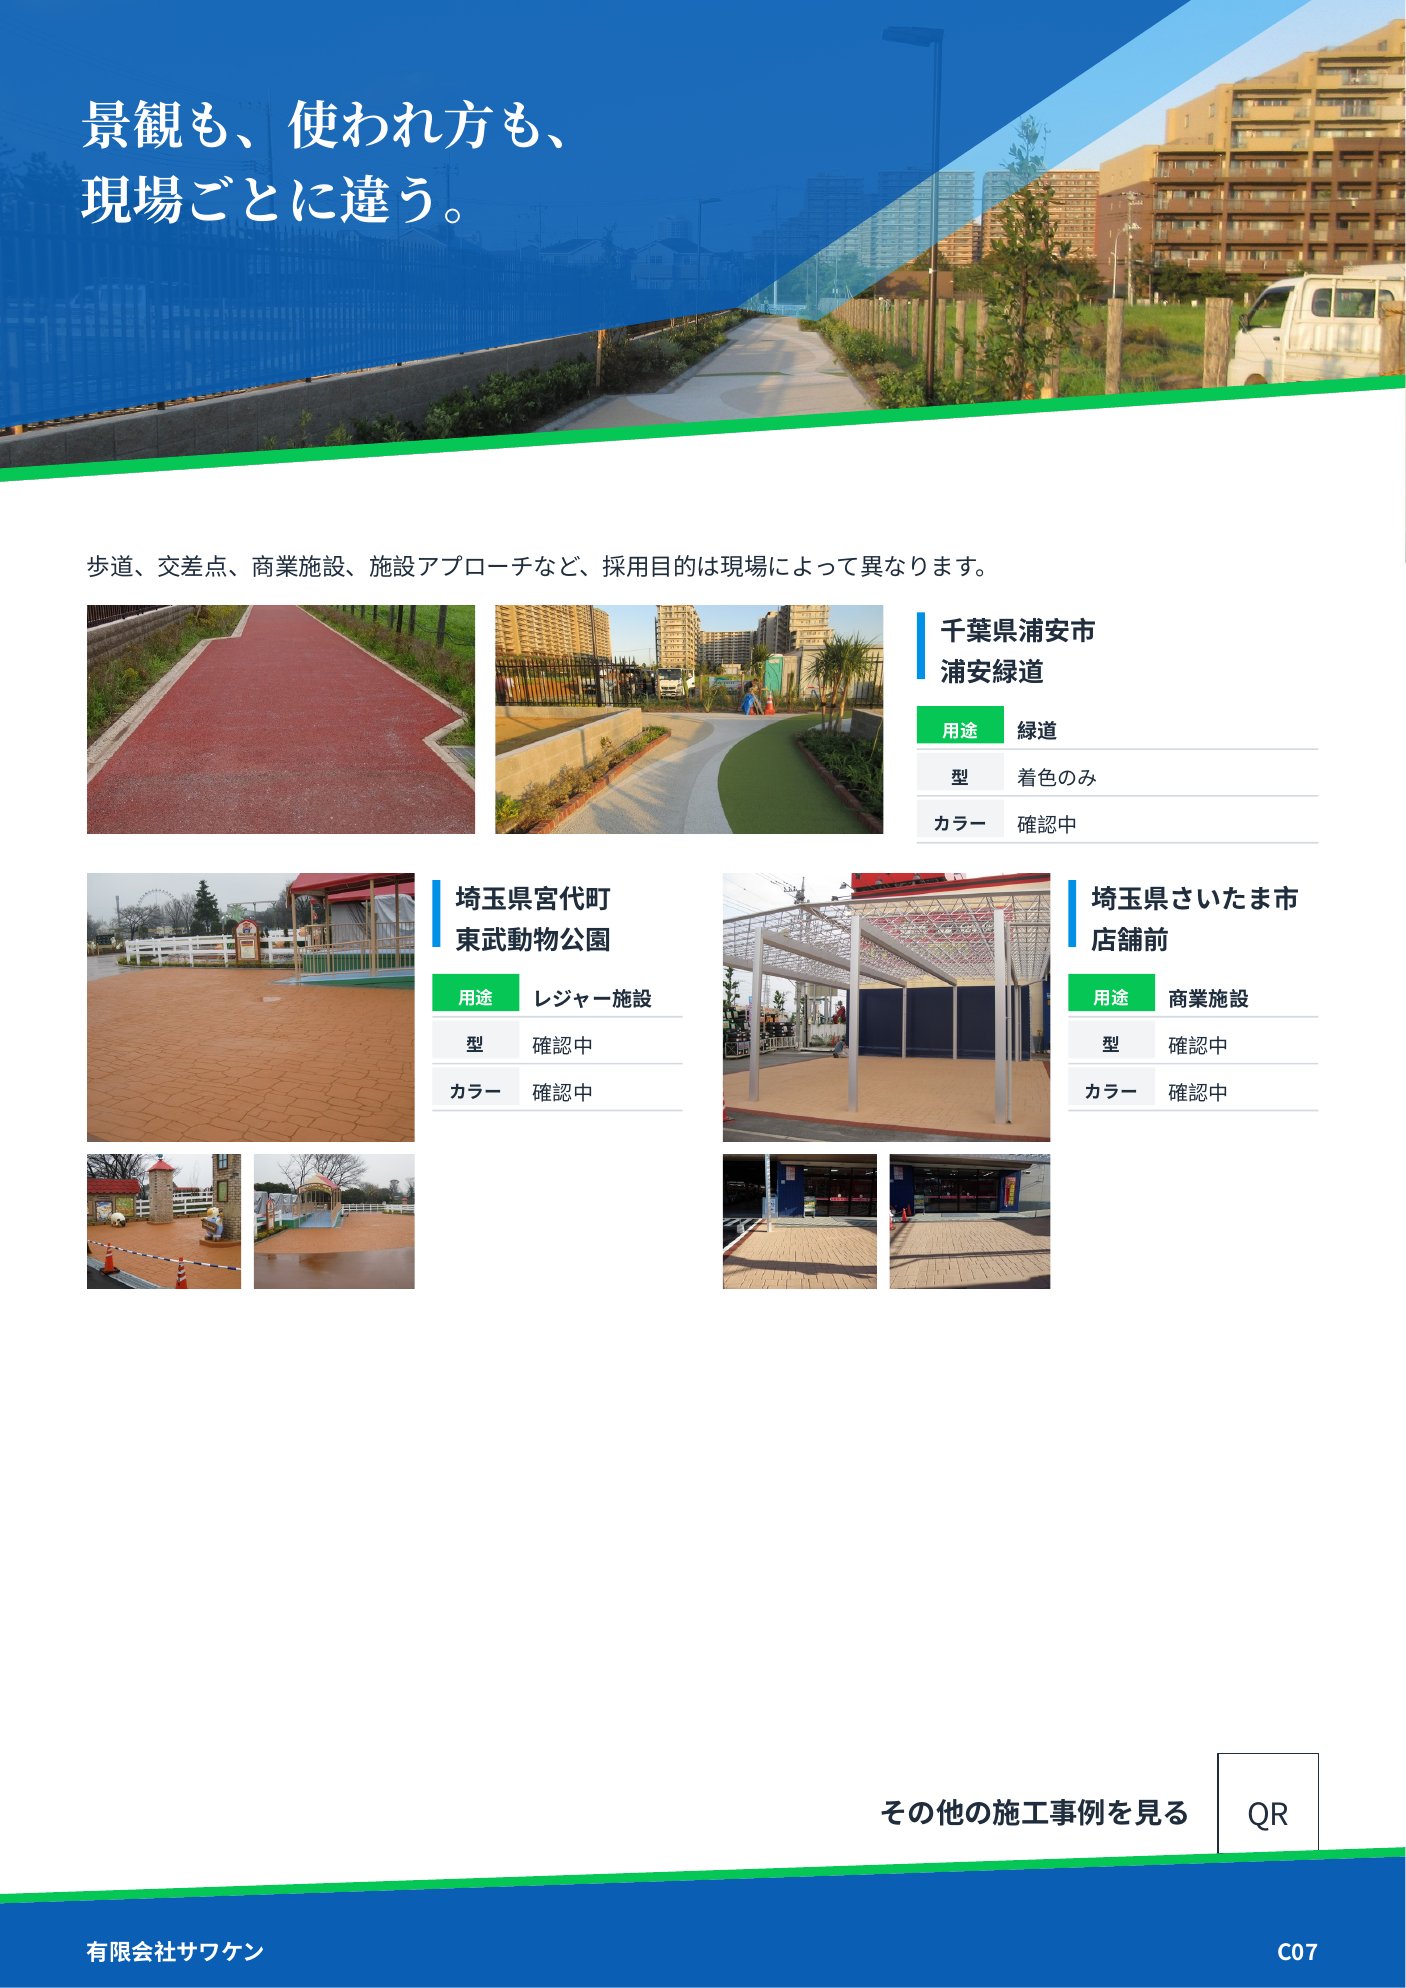 景観も、使われ方も、
現場ごとに違う。
歩道、交差点、商業施設、施設アプローチなど、採用目的は現場によって異なります。
千葉県浦安市
浦安緑道
用途 緑道
型 着色のみ
カラー 確認中
埼玉県宮代町
東武動物公園
用途 レジャー施設
型 確認中
カラー 確認中
埼玉県さいたま市
店舗前
用途 商業施設
型 確認中
カラー 確認中
その他の施工事例を見る
QR
有限会社サワケン
C07